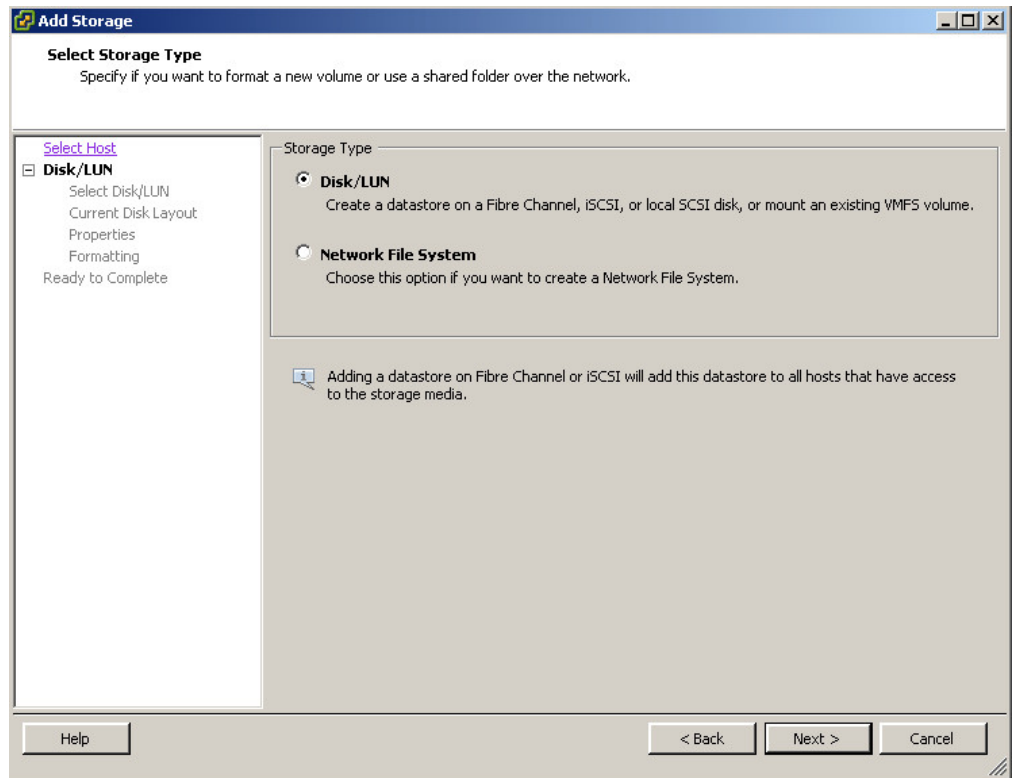 Add Storage
Select Storage Type
Specify if you want to format a new volume or use a shared folder over the network.
Select Host
Disk/LUN
Select Disk/LUN
Current Disk Layout
Properties
Formatting
Ready to Complete
Storage Type
Disk/LUN
Create a datastore on a Fibre Channel, iSCSI, or local SCSI disk, or mount an existing VMFS volume.
Network File System
Choose this option if you want to create a Network File System.
Adding a datastore on Fibre Channel or iSCSI will add this datastore to all hosts that have access
to the storage media.
Help
< Back
Next >
Cancel